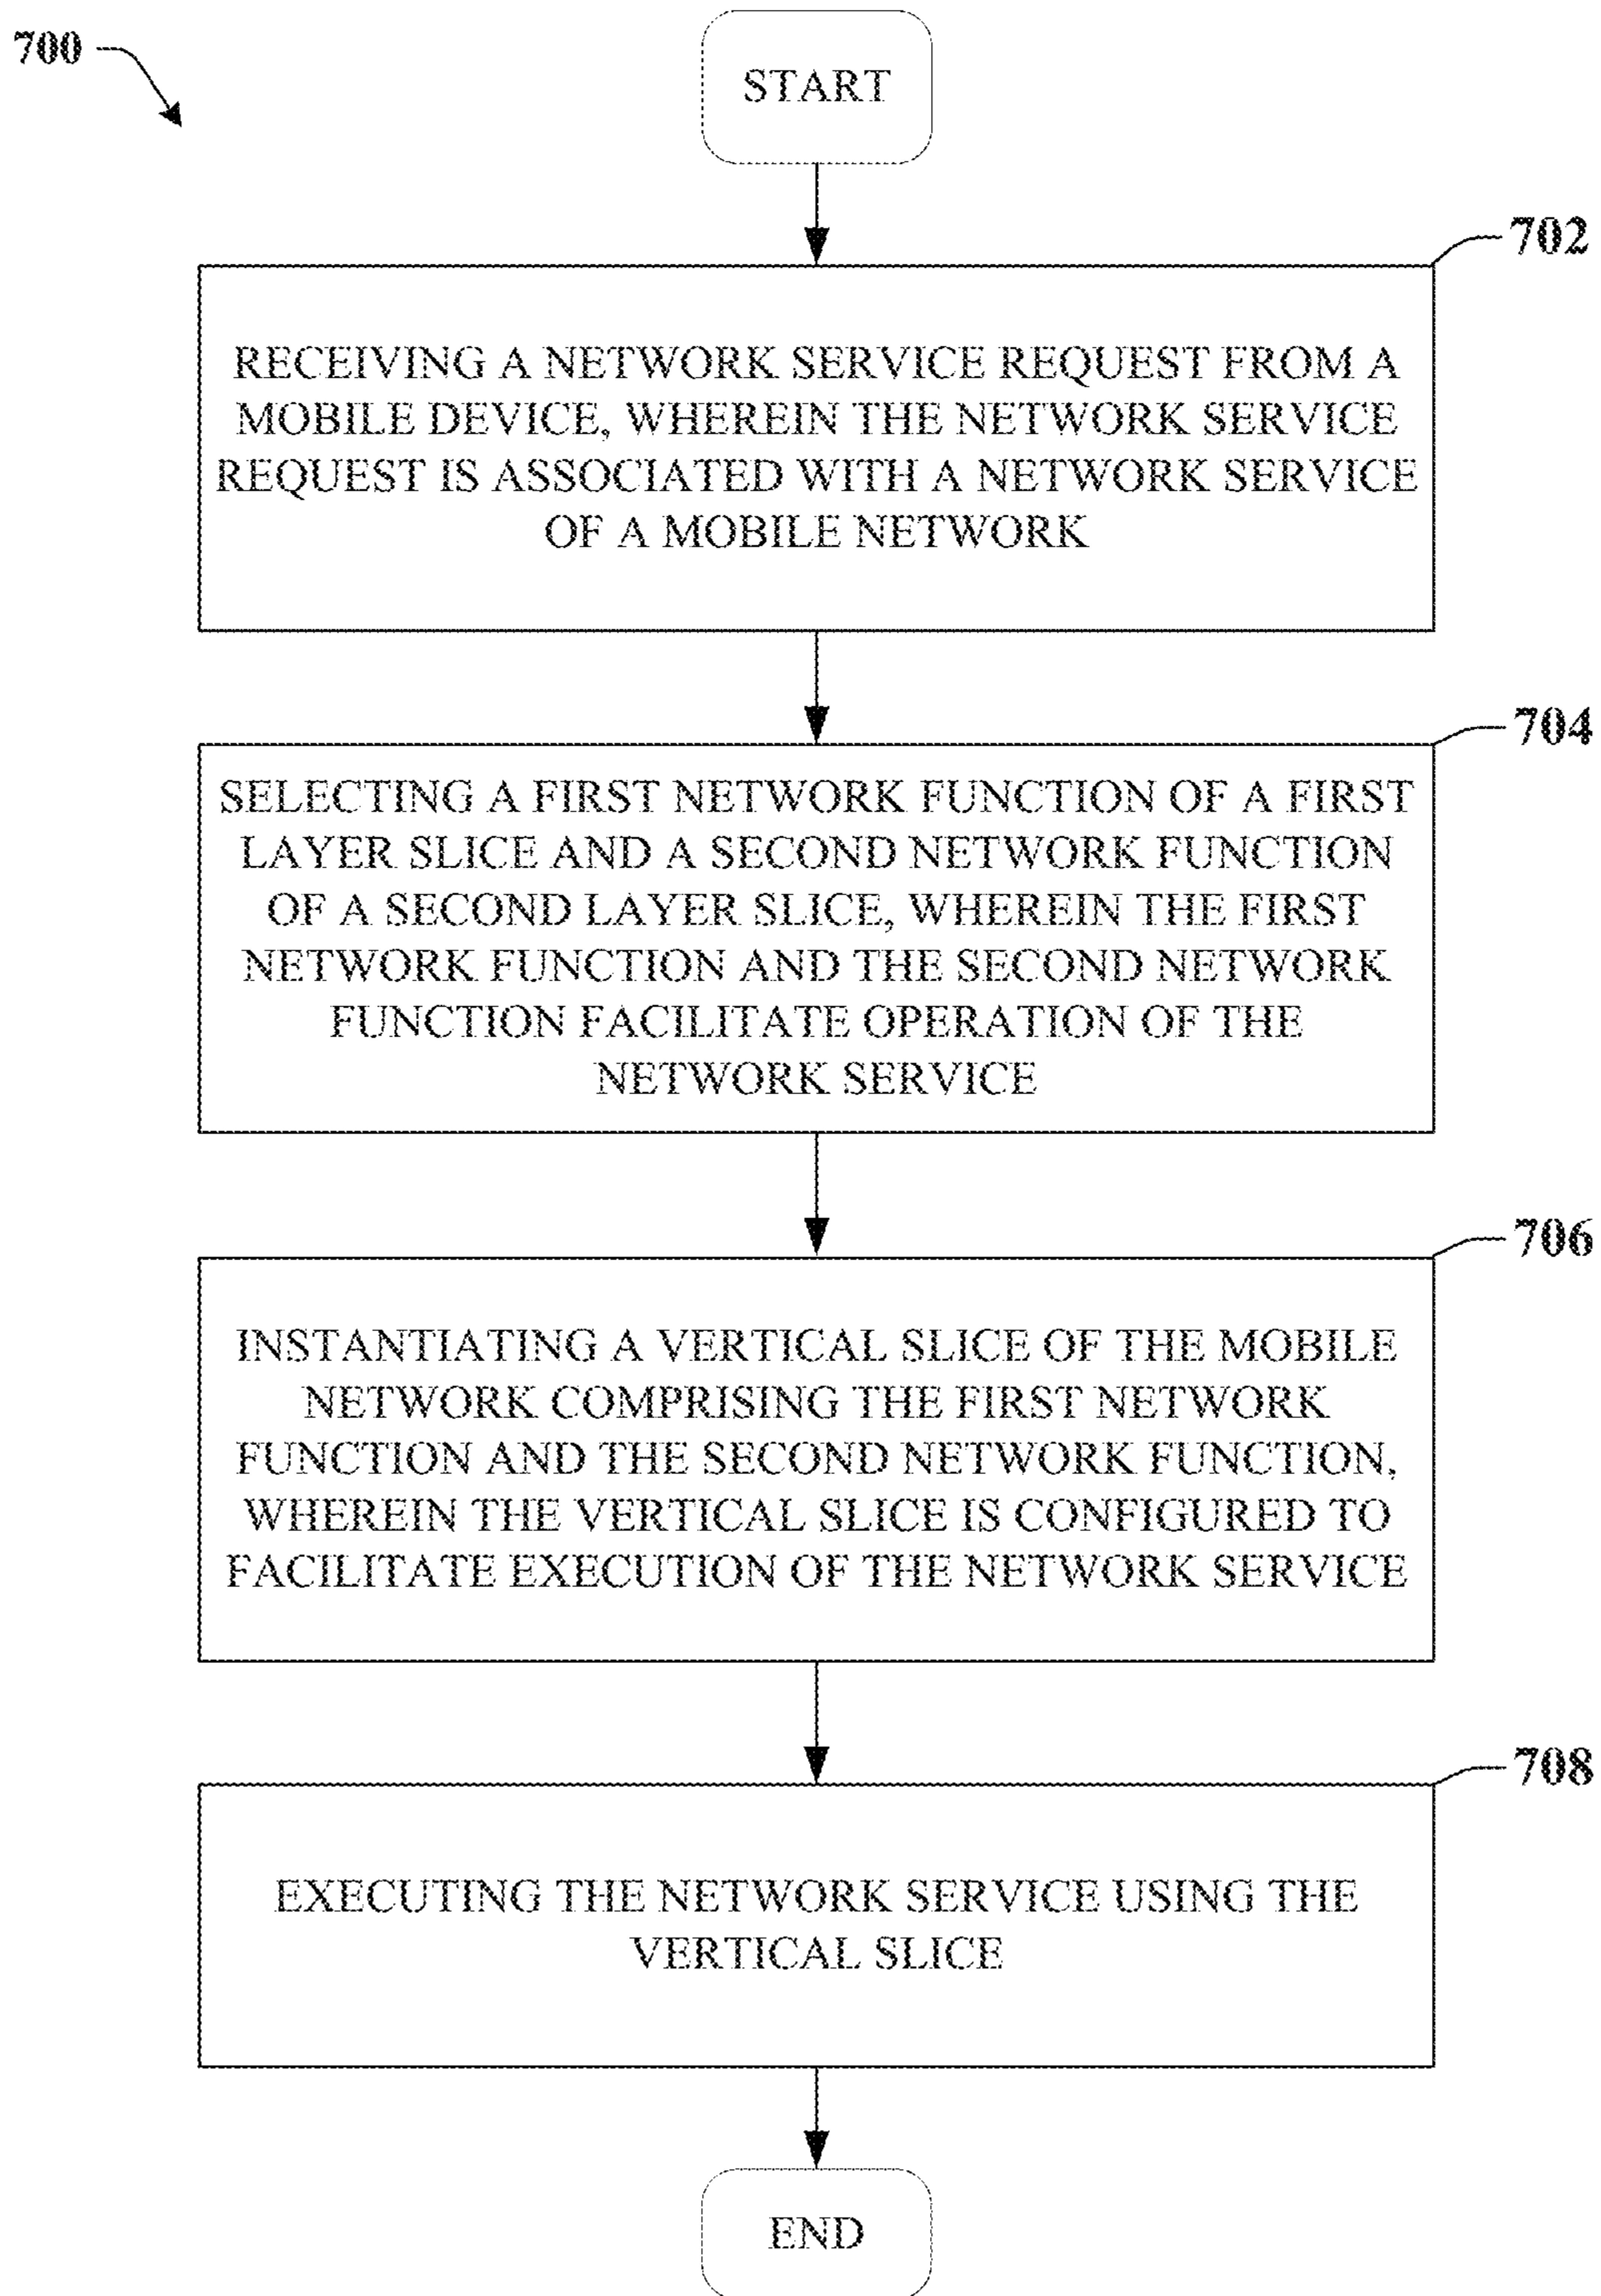 700
START
702
RECEIVING A NETWORK SERVICE REQUEST FROM A
MOBILE DEVICE, WHEREIN THE NETWORK SERVICE
REQUEST IS ASSOCIATED WITH A NETWORK SERVICE
OF A MOBILE NETWORK
704
SELECTING A FIRST NETWORK FUNCTION OF A FIRST
LAYER SLICE AND A SECOND NETWORK FUNCTION
OF A SECOND LAYER SLICE, WHEREIN THE FIRST
NETWORK FUNCTION AND THE SECOND NETWORK
FUNCTION FACILITATE OPERATION OF THE
NETWORK SERVICE
706
INSTANTIATING A VERTICAL SLICE OF THE MOBILE
NETWORK COMPRISING THE FIRST NETWORK
FUNCTION AND THE SECOND NETWORK FUNCTION,
WHEREIN THE VERTICAL SLICE IS CONFIGURED TO
FACILITATE EXECUTION OF THE NETWORK SERVICE
708
EXECUTING THE NETWORK SERVICE USING THE
VERTICAL SLICE
END